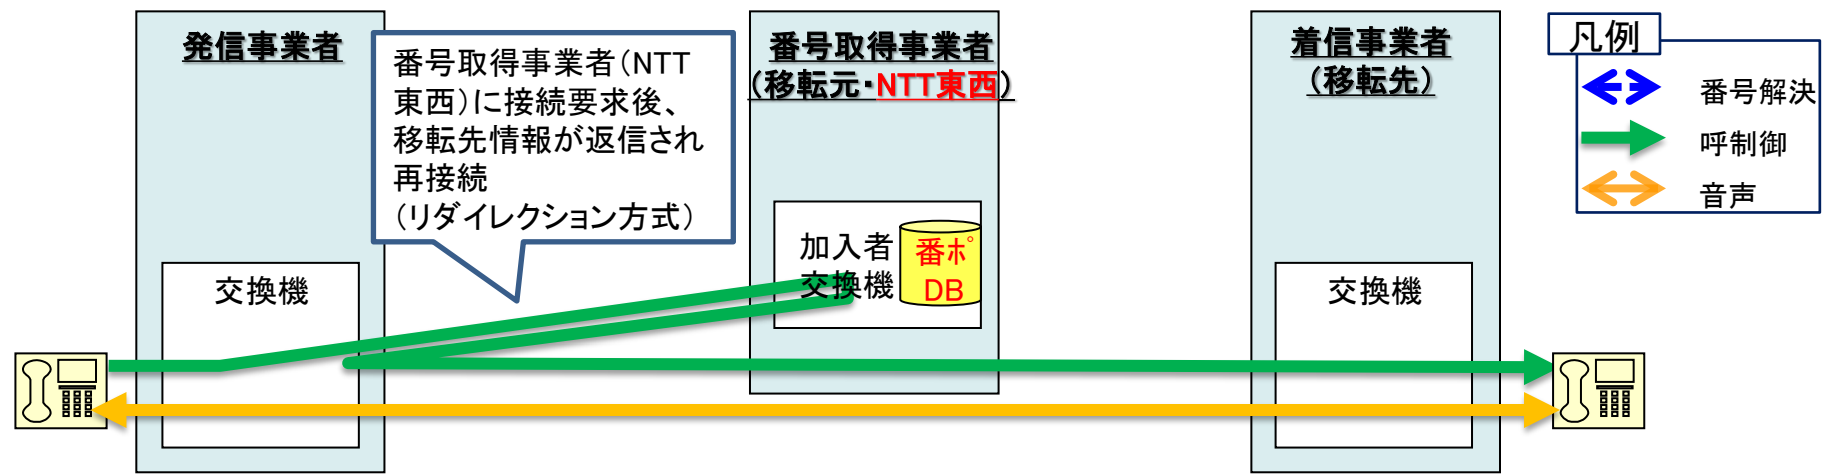 発信事業者
番号取得事業者（NTT
東西）に接続要求後、
移転先情報が返信され
再接続
（リダイレクション方式）
交換機
番号取得事業者
（移転元・NTT東西）
加入者
交換機
番ポ
DB
着信事業者
（移転先）
交換機
凡例
番号解決
呼制御
音声